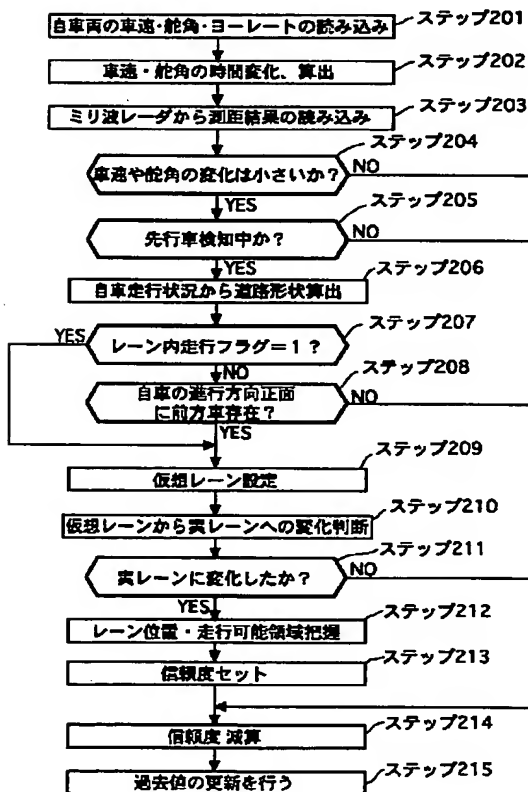 ステップ201
自車両の車速・舵角・ヨーレートの読み込み
ステップ202
車速・舵角の時間変化、算出
ステップ203
ミリ波レーダから測距結果の読み込み
ステップ204
車速や舵角の変化は小さいか?
NO
YES
ステップ205
先行車検知中か?
NO
YES
ステップ206
自車走行状況から道路形状算出
ステップ207
YES
レーン内走行フラグ=1?
NO
ステップ208
自車の進行方向正面
に前方車存在?
NO
YES
ステップ209
仮想レーン設定
ステップ210
仮想レーンから実レーンへの変化判断
ステップ211
実レーンに変化したか?
NO
YES
ステップ212
レーン位置・走行可能領域把握
ステップ213
信頼度セット
ステップ214
信頼度 減算
ステップ215
過去値の更新を行う